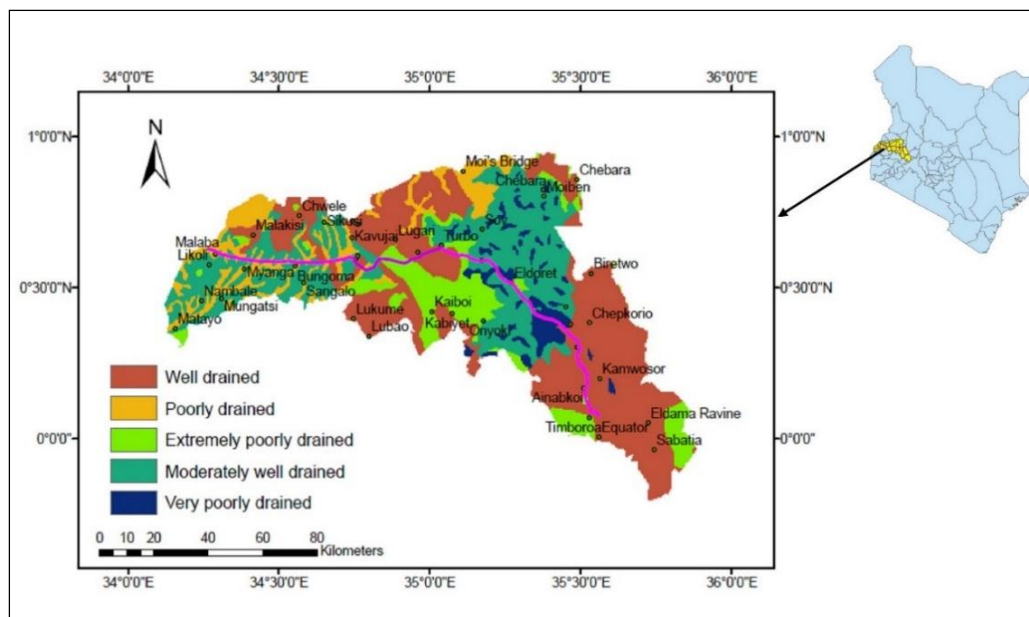 34°0'0"E
34°30'0"E
35°0'0"E
35°30'0"E
36°0'0"E
N
1°0'0"N
1°0'0"N
Moi's Bridge
Chebara
Chebara
Moiben
Chwele
Sikusi
Malakisi
Kavujai
Lugari
Soy
Turbo
Malaba
Likoli
Myanga
Bungoma
Eldoret
Biretwo
0°30'0"N
0°30'0"N
Nambale
Mungatsi
Sangalo
Matayo
Lukume
Lubao
Kaiboi
Kabiyet
Chepkorio
Well drained
Kamwosor
Poorly drained
Ainabkoi
Eldama Ravine
Extremely poorly drained
Timboroa
Equator
Sabatia
0°0'0"
0°0'0"
Moderately well drained
Very poorly drained
0 5 10 20 40 60 80
Kilometers
34°0'0"E
34°30'0"E
35°0'0"E
35°30'0"E
36°0'0"E